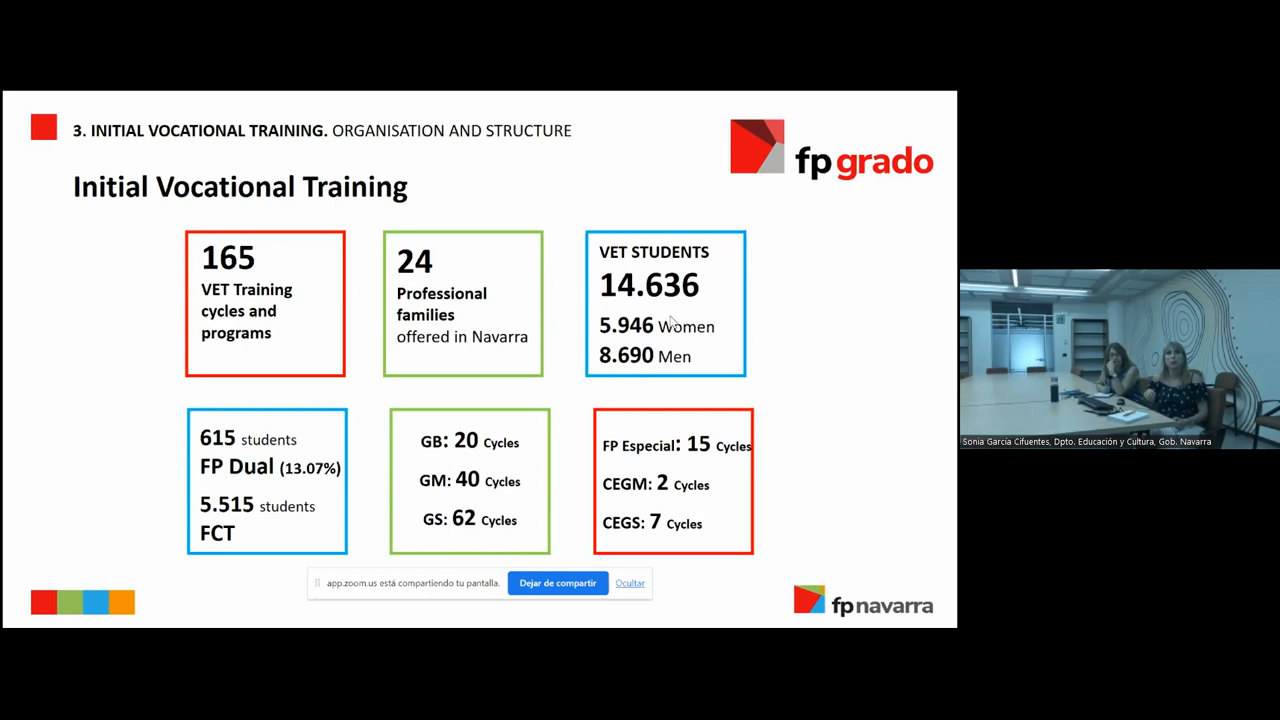 3. INITIAL VOCATIONAL TRAINING. ORGANISATION AND STRUCTURE
fp grado
Initial Vocational Training
165
VET Training
cycles and
programs
24
Professional
families
offered in Navarra
VET STUDENTS
14.636
5.946 Women
8.690 Men
615 students
FP Dual (13.07%)
5.515 students
FCT
GB: 20 Cycles
GM: 40 Cycles
GS: 62 Cycles
FP Especial: 15 Cycles
CEGM: 2 Cycles
CEGS: 7 Cycles
app.zoom.us está compartiendo tu pantalla.
Dejar de compartir
Ocultar
fpnavarra
Sonia García Cifuentes, Dpto. Educación y Cultura, Gob. Navarra